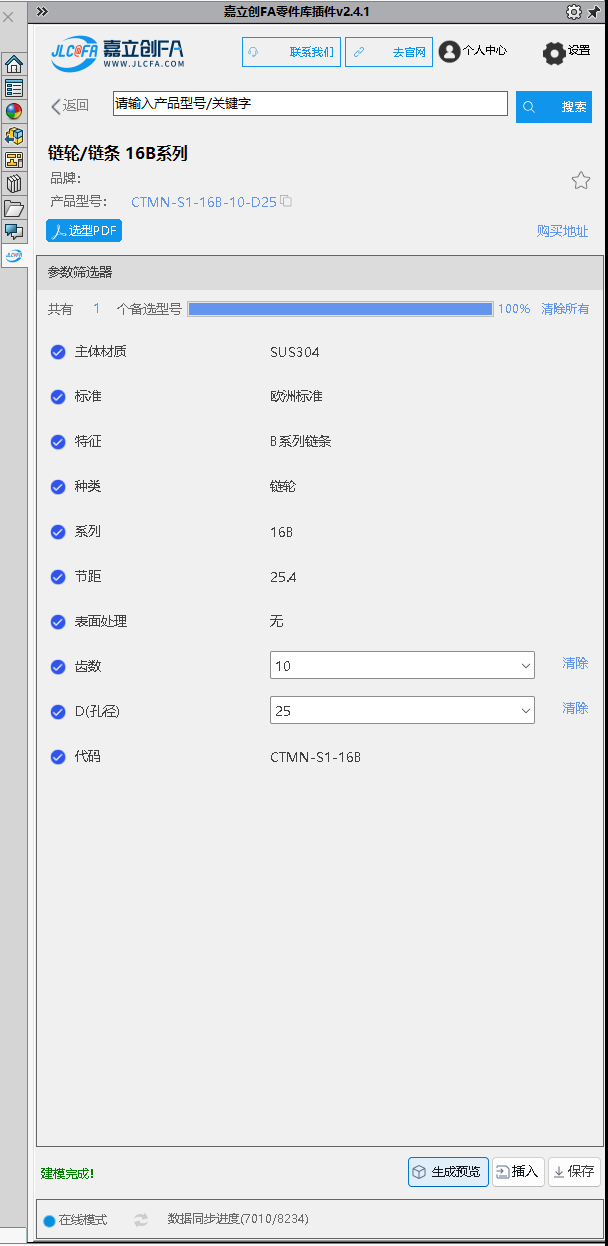 嘉立创FA零件库插件v2.4.1
JLC@FA 嘉立创FA
WWW.JLCFA.COM
联系我们 去官网 个人中心 设置
返回 请输入产品型号/关键字 搜索
链轮/链条 16B系列
品牌:
产品型号: CTMN-S1-16B-10-D25
选型PDF 购买地址
参数筛选器
共有 1 个备选型号 100% 清除所有
主体材质 SUS304
标准 欧洲标准
特征 B系列链条
种类 链轮
系列 16B
节距 25.4
表面处理 无
齿数 10 清除
D(孔径) 25 清除
代码 CTMN-S1-16B
建模完成! 生成预览 插入 保存
在线模式 数据同步进度(7010/8234)